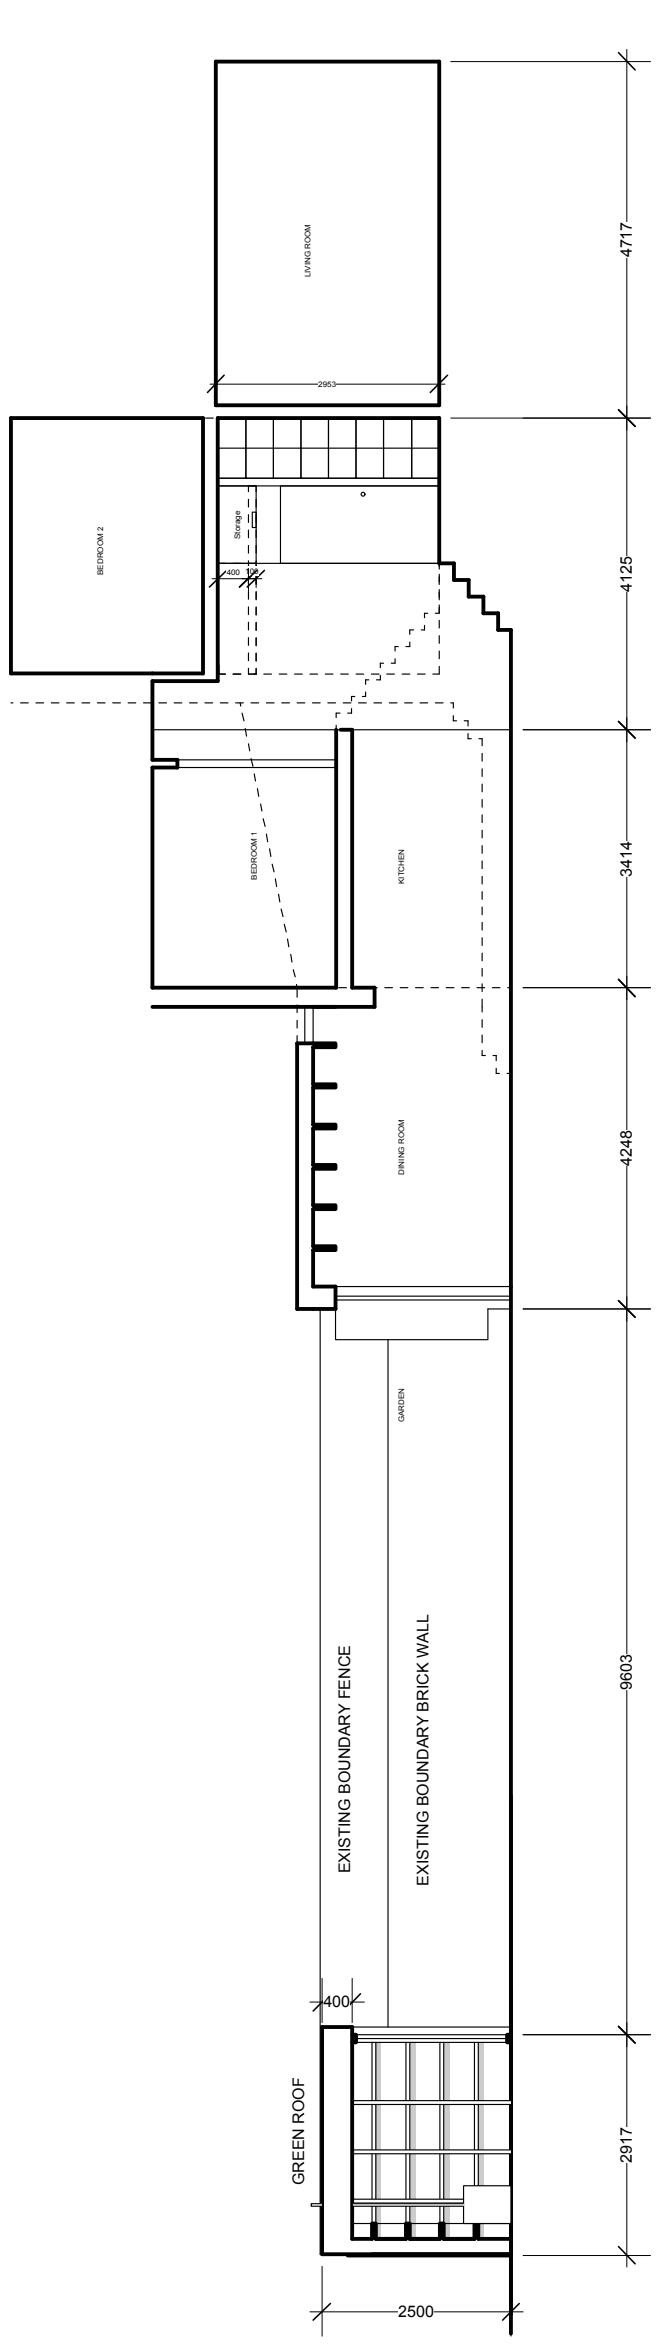 LIVING ROOM
4717
2953
BEDROOM 2
Storage
400
100
4125
BEDROOM 1
KITCHEN
3414
DINING ROOM
4248
GARDEN
EXISTING BOUNDARY FENCE
EXISTING BOUNDARY BRICK WALL
9603
400
GREEN ROOF
2917
2500